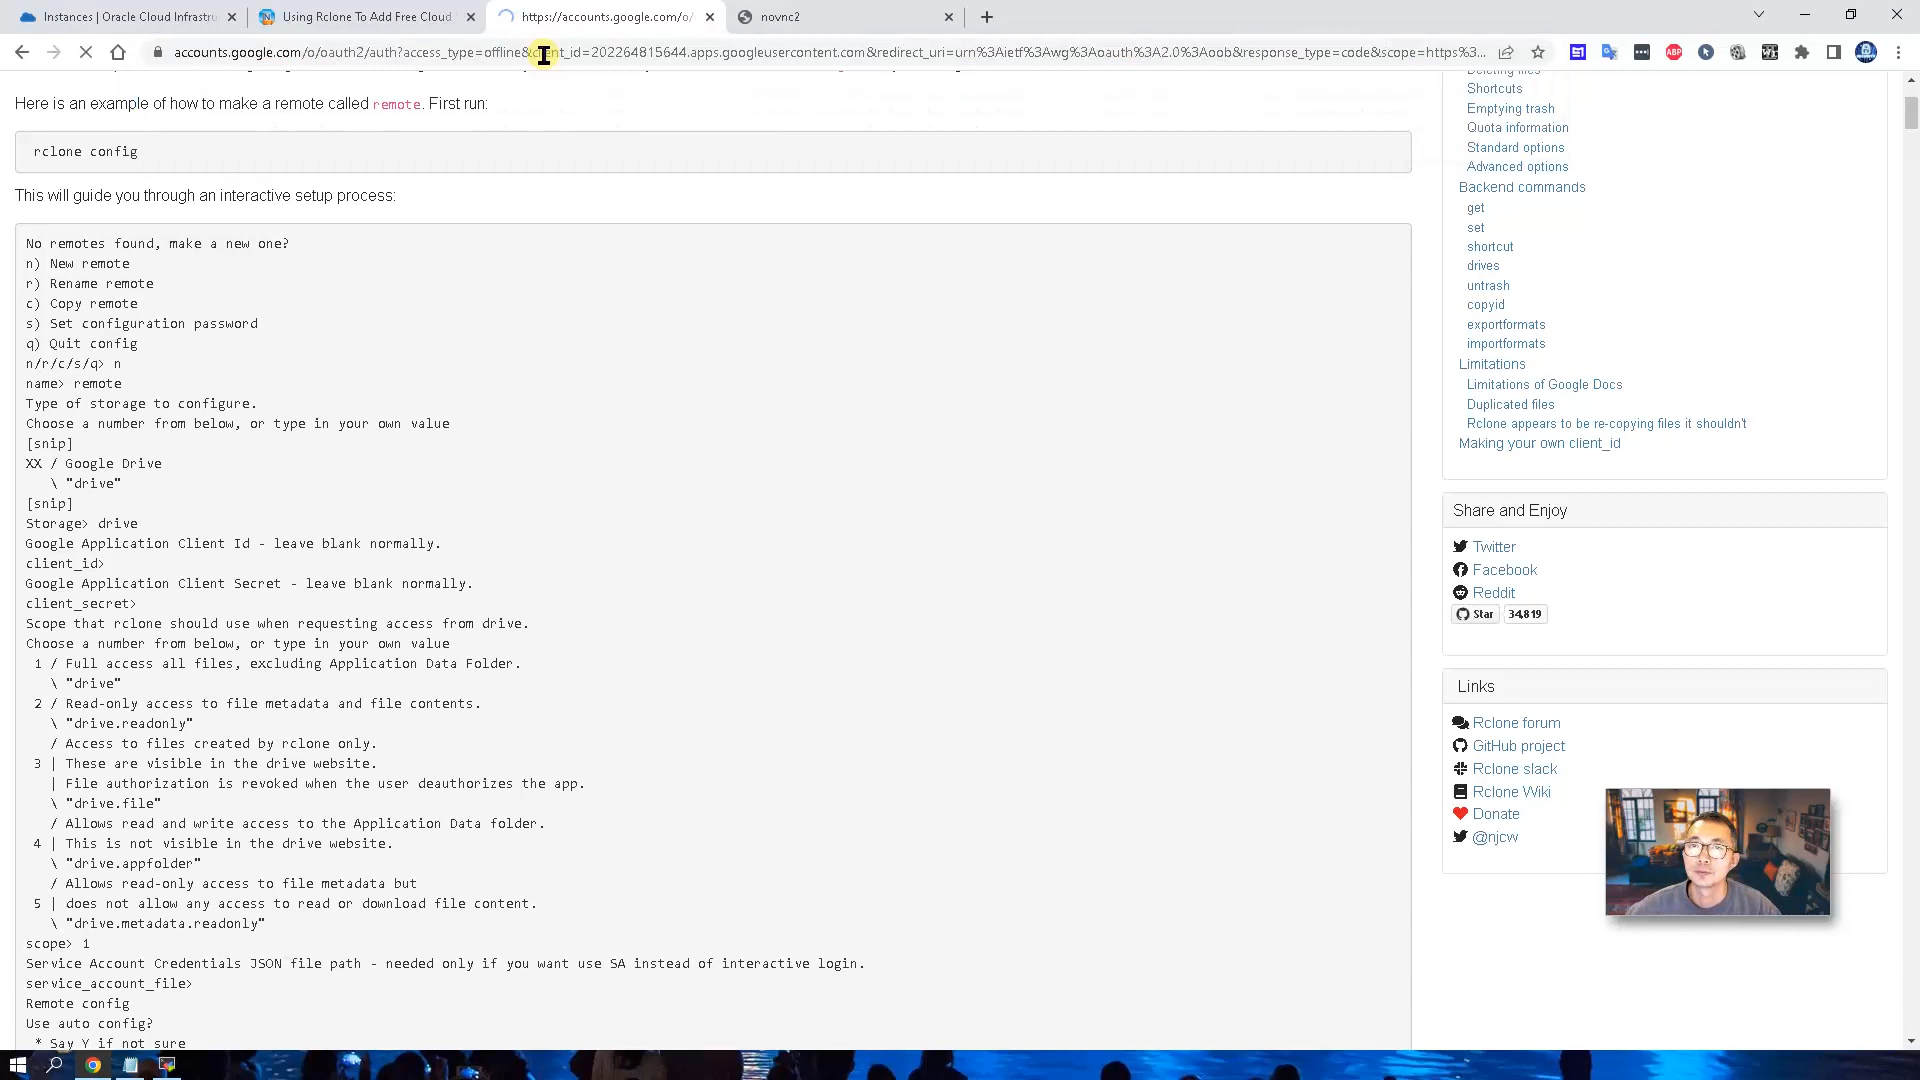 Instances | Oracle Cloud Infrastru
Using Rclone To Add Free Cloud
https://accounts.google.com/o/
novnc2
accounts.google.com/o/oauth2/auth?access_type=offline&client_id=202264815644.apps.googleusercontent.com&redirect_uri=urn%3Aietf%3Awg%3Aoauth%3A2.0%3Aoob&response_type=code&scope=https%3...
ABP
Here is an example of how to make a remote called remote. First run:
rclone config
This will guide you through an interactive setup process:
No remotes found, make a new one?
n) New remote
r) Rename remote
c) Copy remote
s) Set configuration password
q) Quit config
n/r/c/s/q> n
name> remote
Type of storage to configure.
Choose a number from below, or type in your own value
[snip]
XX / Google Drive
\ "drive"
[snip]
Storage> drive
Google Application Client Id - leave blank normally.
client_id>
Google Application Client Secret - leave blank normally.
client_secret>
Scope that rclone should use when requesting access from drive.
Choose a number from below, or type in your own value
1 / Full access all files, excluding Application Data Folder.
\ "drive"
2 / Read-only access to file metadata and file contents.
\ "drive.readonly"
/ Access to files created by rclone only.
3 | These are visible in the drive website.
| File authorization is revoked when the user deauthorizes the app.
\ "drive.file"
/ Allows read and write access to the Application Data folder.
4 | This is not visible in the drive website.
\ "drive.appfolder"
/ Allows read-only access to file metadata but
5 | does not allow any access to read or download file content.
\ "drive.metadata.readonly"
scope> 1
Service Account Credentials JSON file path - needed only if you want use SA instead of interactive login.
service_account_file>
Remote config
Use auto config?
* Say Y if not sure
Deleting files
Shortcuts
Emptying trash
Quota information
Standard options
Advanced options
Backend commands
get
set
shortcut
drives
untrash
copyid
exportformats
importformats
Limitations
Limitations of Google Docs
Duplicated files
Rclone appears to be re-copying files it shouldn't
Making your own client_id
Share and Enjoy
Twitter
Facebook
Reddit
Star 34,819
Links
Rclone forum
GitHub project
Rclone slack
Rclone Wiki
Donate
@njcw